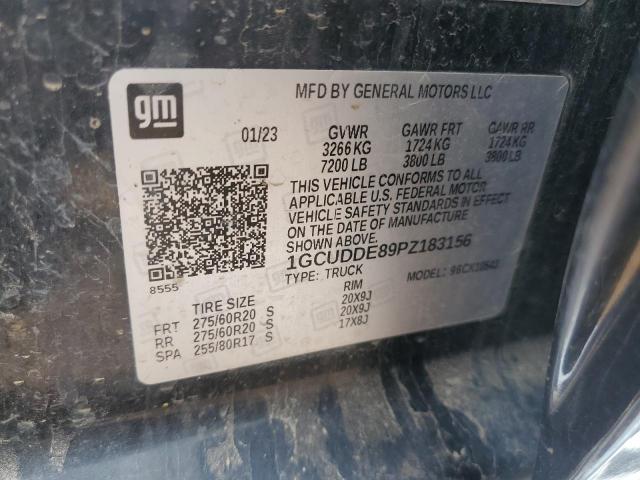 gm
MFD BY GENERAL MOTORS LLC
01/23 GVWR GAWR FRT GAWR RR
3266 KG 1724 KG 1724 KG
7200 LB 3800 LB 3800 LB
THIS VEHICLE CONFORMS TO ALL
APPLICABLE U.S. FEDERAL MOTOR
VEHICLE SAFETY STANDARDS IN EFFECT
ON THE DATE OF MANUFACTURE
1GCUDDE89PZ183156
TYPE: TRUCK MODEL:
8555
TIRE SIZE RIM
FRT 275/60R20 S 20X9J
RR 275/60R20 S 20X9J
SPA 255/80R17 S 17X8J